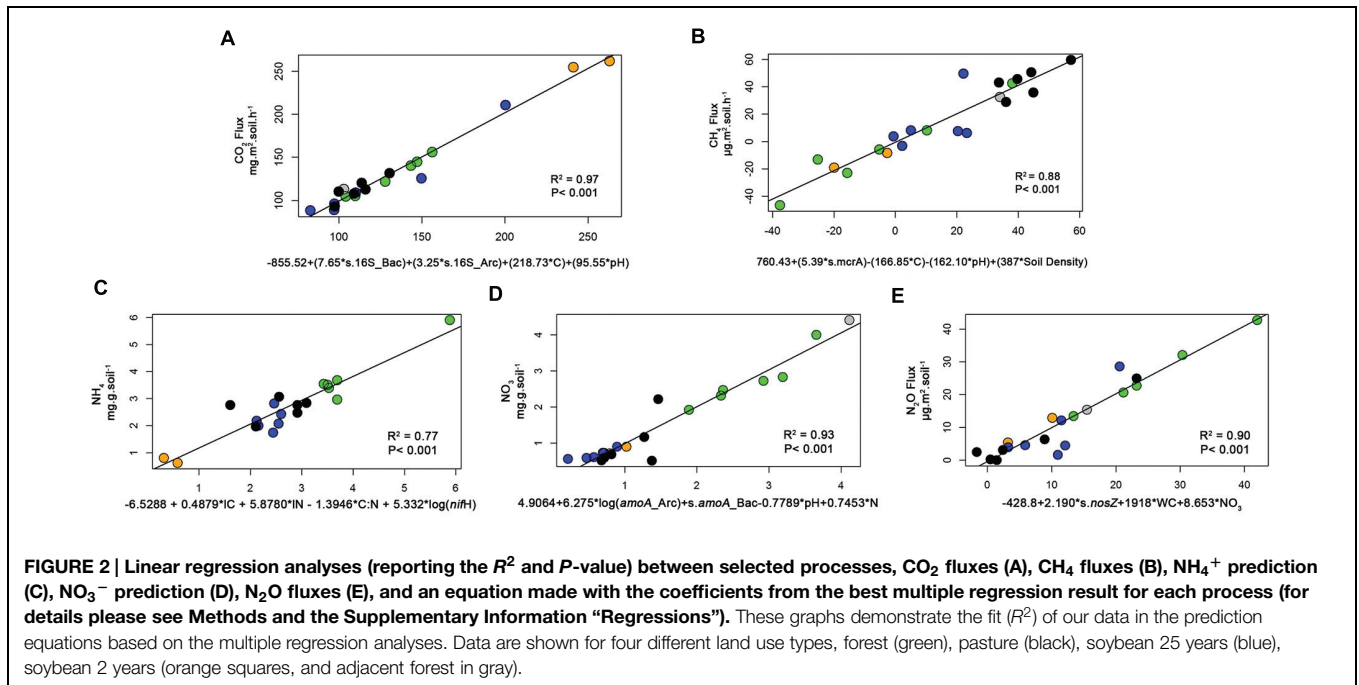 A
CO2 Flux
mg.m².soil.h⁻¹
250
200
150
100
R² = 0.97
P< 0.001
100 150 200 250
-855.52+(7.65*s.16S_Bac)+(3.25*s.16S_Arc)+(218.73*C)+(95.55*pH)
B
CH₄ Flux
µg.m².soil.h⁻¹
60
40
20
0
-20
-40
R² = 0.88
P< 0.001
-40 -20 0 20 40 60
760.43+(5.39*s.mcrA)-(166.85*C)-(162.10*pH)+(387*Soil Density)
C
NH₄
mg.g.soil⁻¹
6
5
4
3
2
1
R² = 0.77
P< 0.001
1 2 3 4 5 6
-6.5288 + 0.4879*IC + 5.8780*IN - 1.3946*C:N + 5.332*log(nifH)
D
NO₃
mg.g.soil⁻¹
4
3
2
1
R² = 0.93
P< 0.001
0 1 2 3 4
4.9064+6.275*log(amoA_Arc)+s.amoA_Bac-0.7789*pH+0.7453*N
E
N₂O Flux
µg.m².soil⁻¹
40
30
20
10
0
R² = 0.90
P< 0.001
0 10 20 30 40
-428.8+2.190*s.nosZ+1918*WC+8.653*NO₃
FIGURE 2 | Linear regression analyses (reporting the R² and P-value) between selected processes, CO₂ fluxes (A), CH₄ fluxes (B), NH₄⁺ prediction
(C), NO₃⁻ prediction (D), N₂O fluxes (E), and an equation made with the coefficients from the best multiple regression result for each process (for
details please see Methods and the Supplementary Information “Regressions”). These graphs demonstrate the fit (R²) of our data in the prediction
equations based on the multiple regression analyses. Data are shown for four different land use types, forest (green), pasture (black), soybean 25 years (blue),
soybean 2 years (orange squares, and adjacent forest in gray).